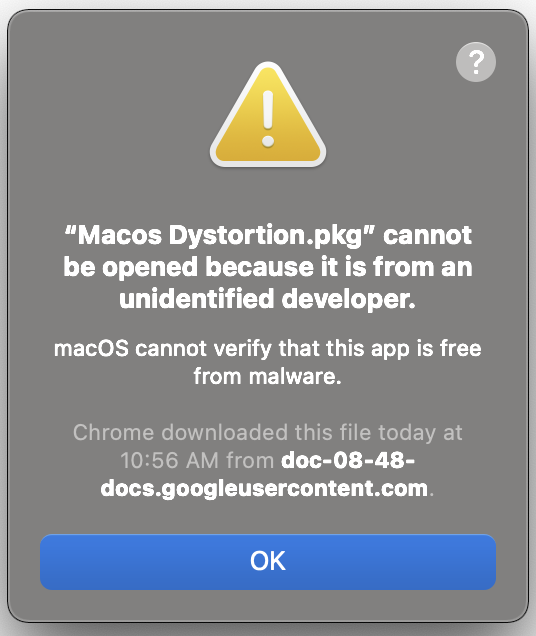 ?
“Macos Dystortion.pkg” cannot
be opened because it is from an
unidentified developer.
macOS cannot verify that this app is free
from malware.
Chrome downloaded this file today at
10:56 AM from doc-08-48-
docs.googleusercontent.com.
OK